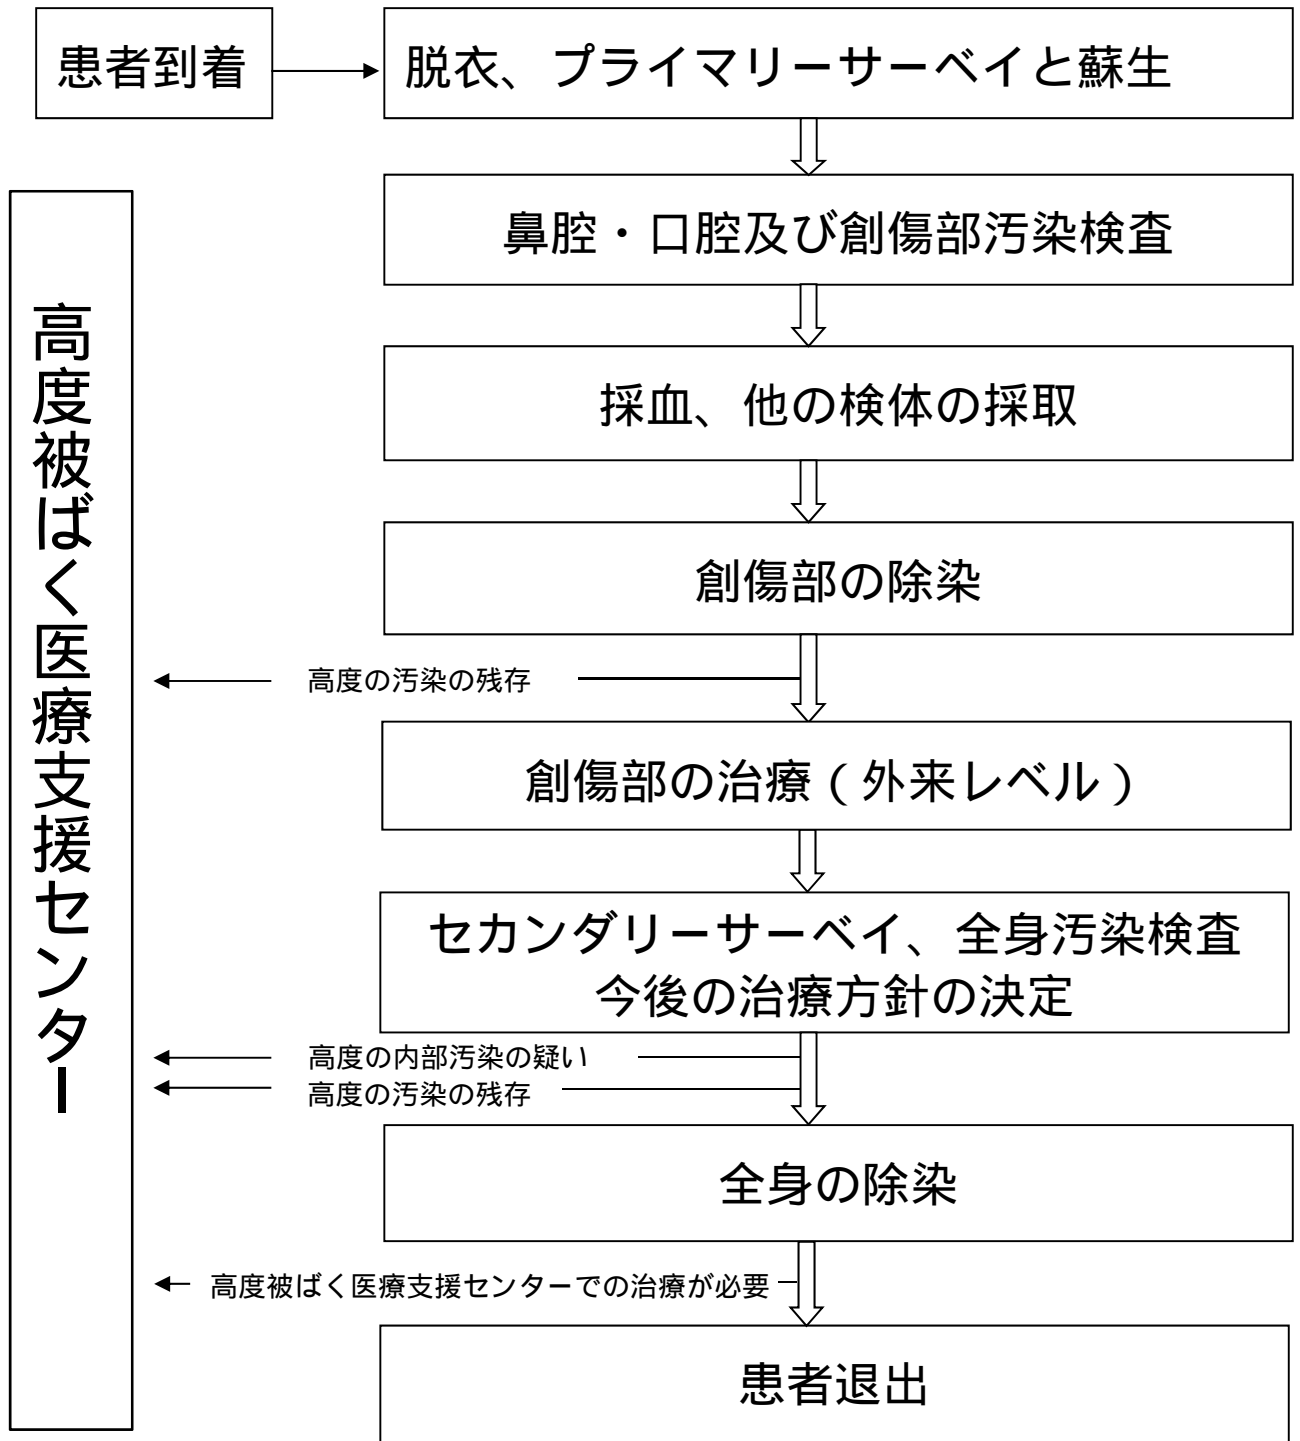 患者到着
脱衣、プライマリーサーベイと蘇生
鼻腔・口腔及び創傷部汚染検査
採血、他の検体の採取
創傷部の除染
高度の汚染の残存
創傷部の治療（外来レベル）
セカンダリーサーベイ、全身汚染検査
今後の治療方針の決定
高度の内部汚染の疑い
高度の汚染の残存
全身の除染
高度被ばく医療支援センターでの治療が必要
患者退出
高度被ばく医療支援センター